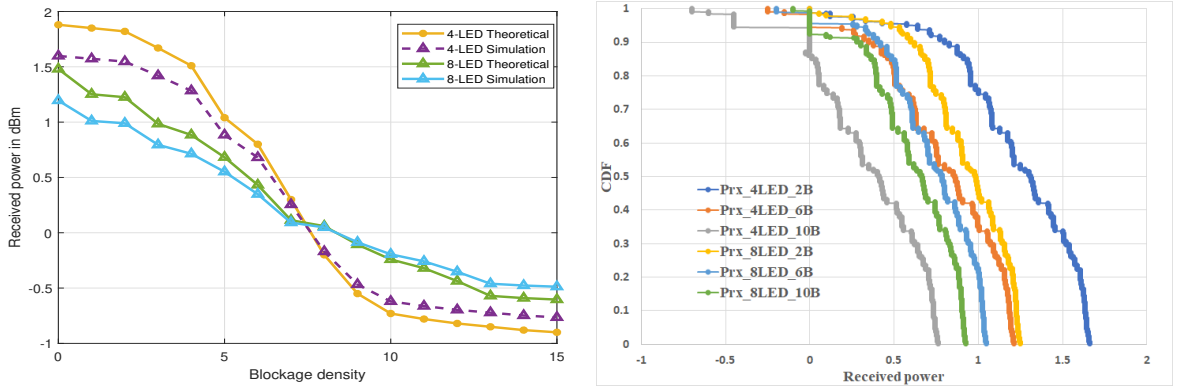 2
1.5
1
0.5
0
-0.5
-1
0
5
10
15
Received power in dBm
Blockage density
4-LED Theoretical
4-LED Simulation
8-LED Theoretical
8-LED Simulation
1
0.9
0.8
0.7
0.6
0.5
0.4
0.3
0.2
0.1
0
CDF
-1
-0.5
0
0.5
1
1.5
2
Received power
Prx_4LED_2B
Prx_4LED_6B
Prx_4LED_10B
Prx_8LED_2B
Prx_8LED_6B
Prx_8LED_10B